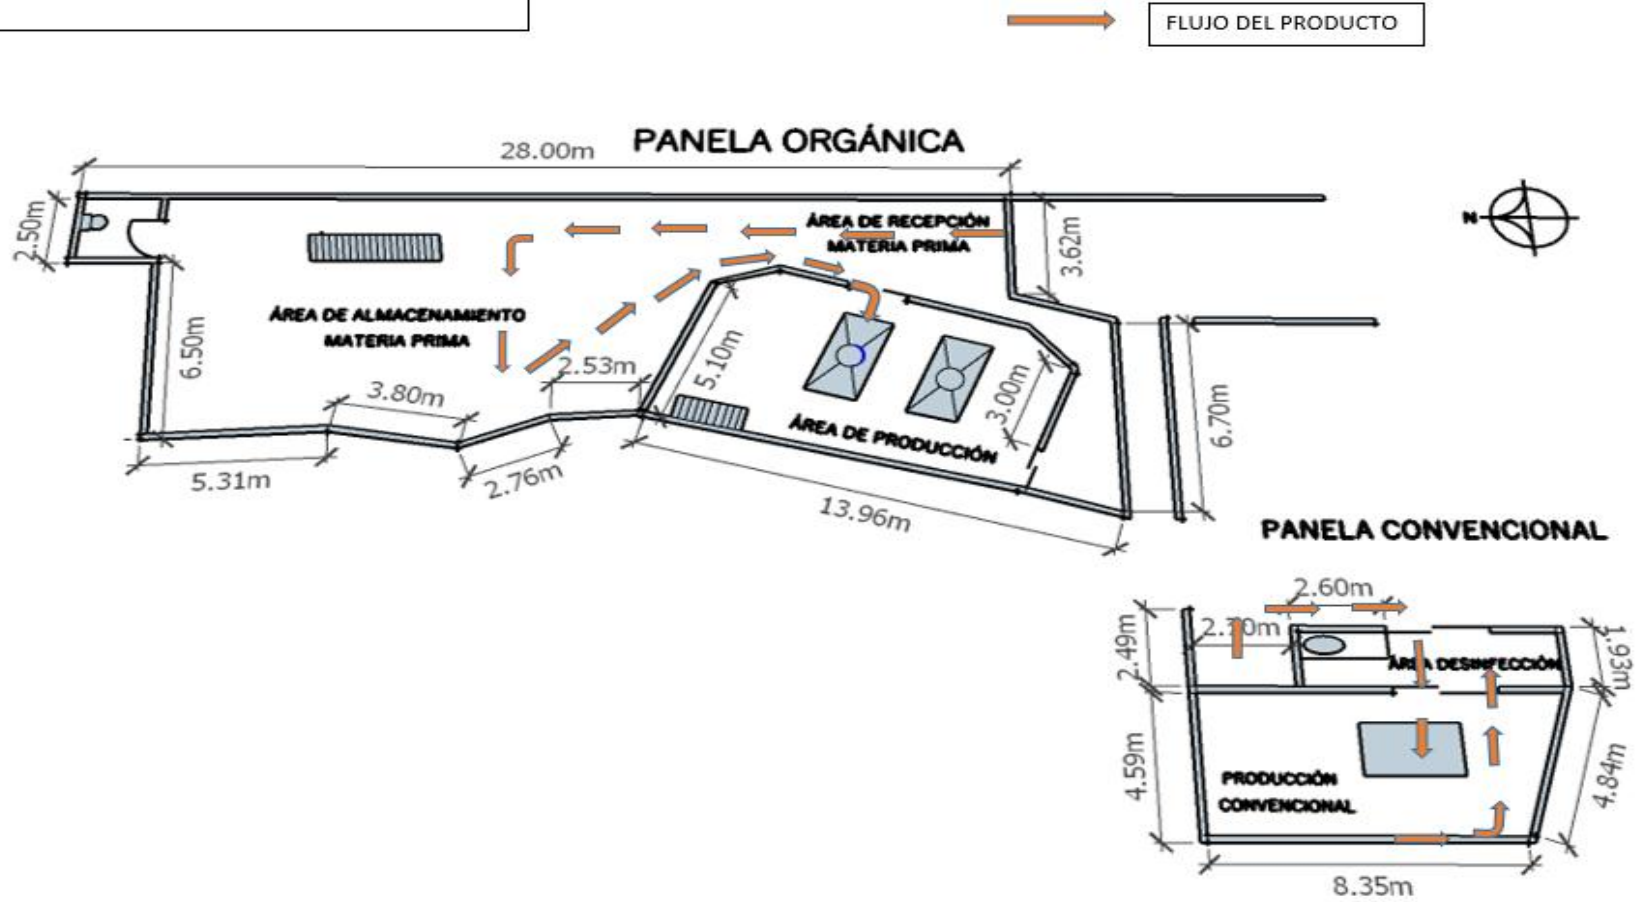 FLUJO DEL PRODUCTO
PANELA ORGÁNICA
28.00m
2.50m
ÁREA DE RECEPCIÓN
MATERIA PRIMA
3.62m
N
ÁREA DE ALMACENAMIENTO
MATERIA PRIMA
6.50m
5.10m
2.53m
3.80m
3.00m
6.70m
ÁREA DE PRODUCCIÓN
5.31m
2.76m
13.96m
PANELA CONVENCIONAL
2.60m
2.49m
1.93m
ÁREA DESINFECCIÓN
4.59m
4.84m
PRODUCCIÓN
CONVENCIONAL
8.35m